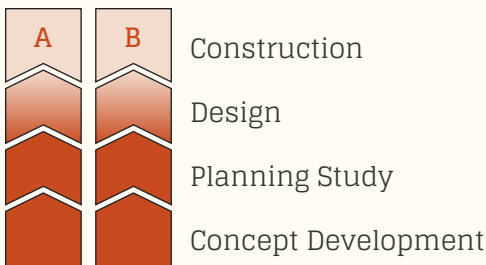 A B
Construction
Design
Planning Study
Concept Development